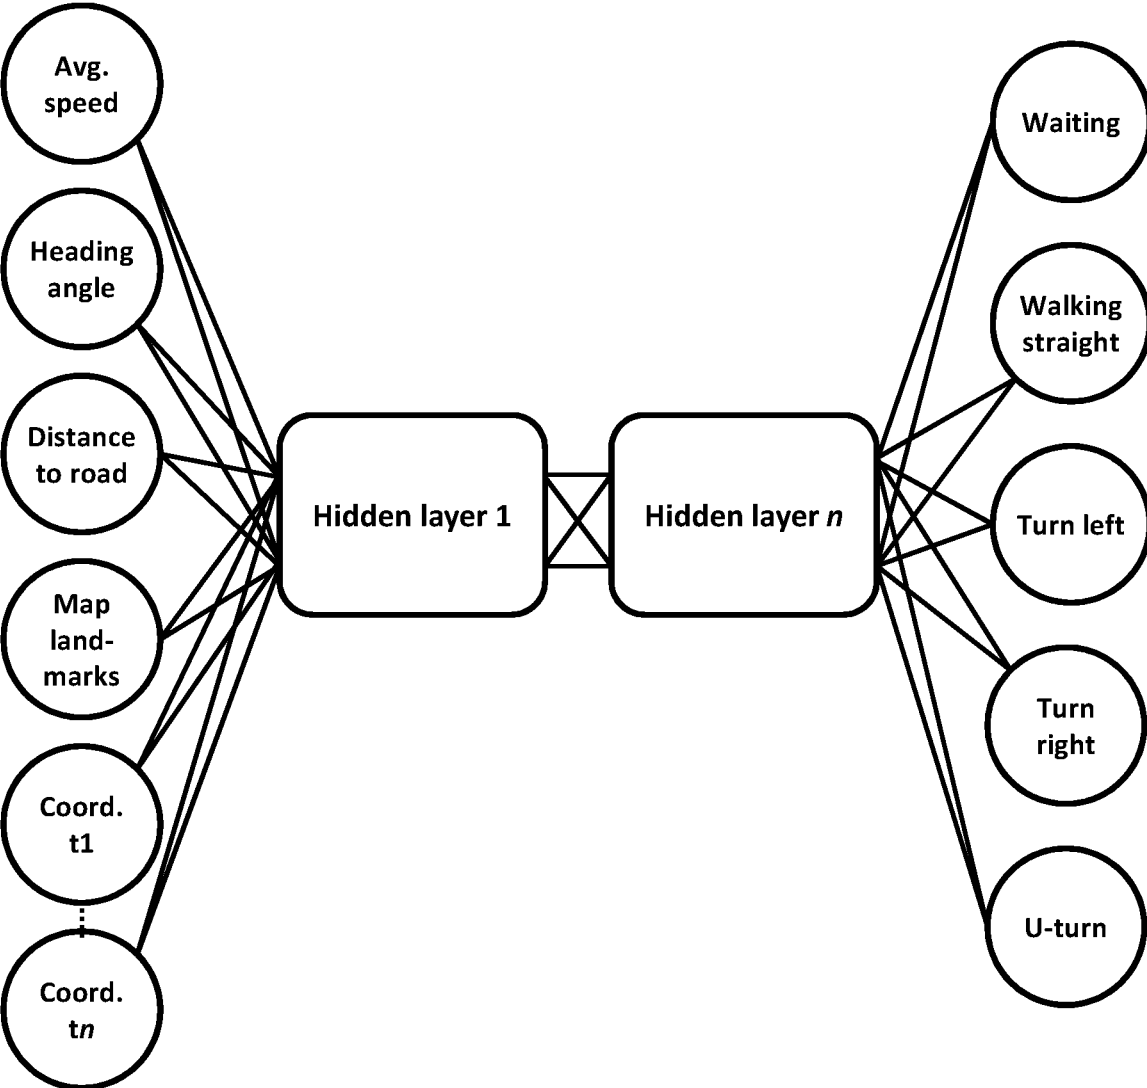 Avg.
speed
Heading
angle
Distance
to road
Map
land-
marks
Coord.
t1
Coord.
tn
Hidden layer 1
Hidden layer n
Waiting
Walking
straight
Turn left
Turn
right
U-turn